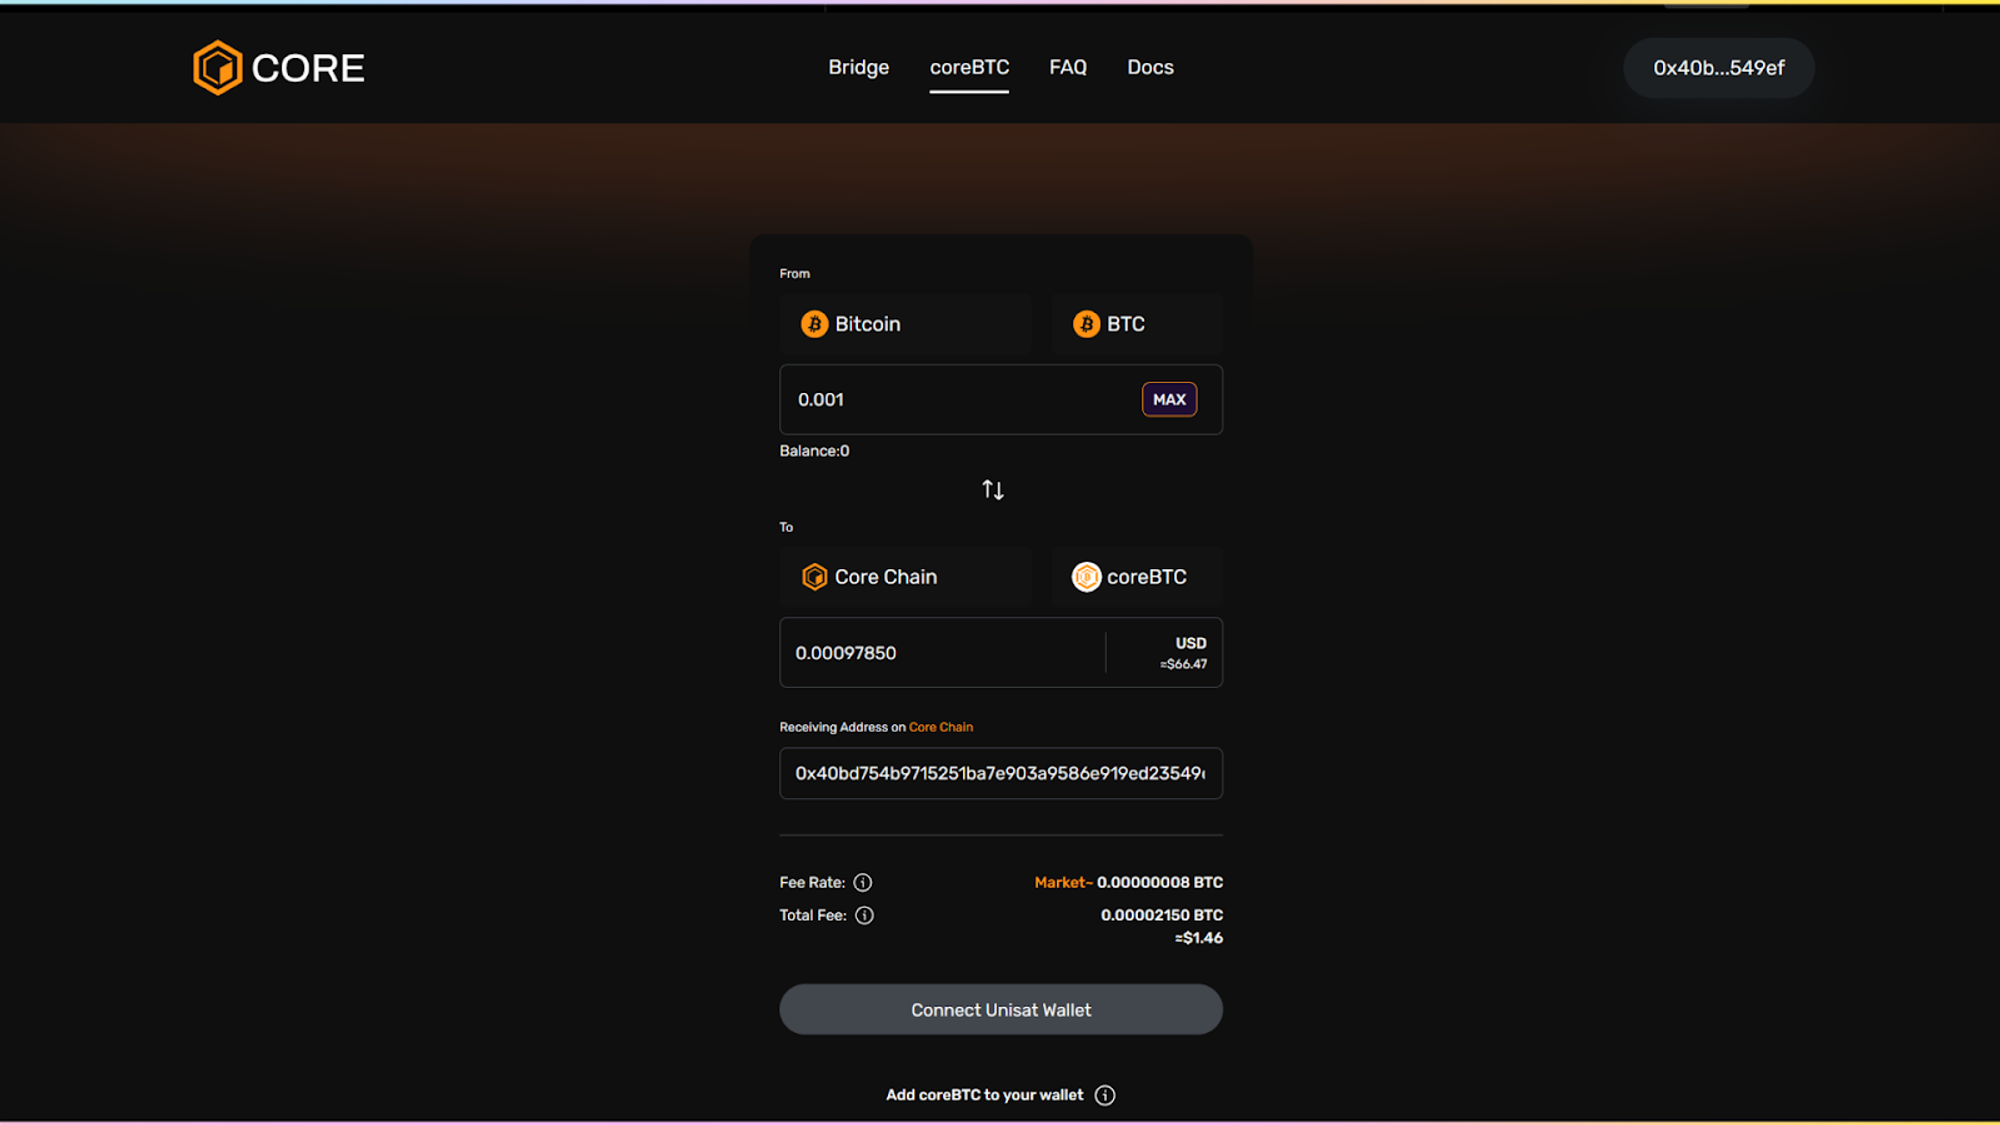 CORE
Bridge coreBTC FAQ Docs
0x40b...549ef
From
Bitcoin BTC
0.001 MAX
Balance:0
To
Core Chain coreBTC
0.00097850
USD
≈$66.47
Receiving Address on Core Chain
0x40bd754b9715251ba7e903a9586e919ed23549
Fee Rate: Market~ 0.00000008 BTC
Total Fee: 0.00002150 BTC
≈$1.46
Connect Unisat Wallet
Add coreBTC to your wallet